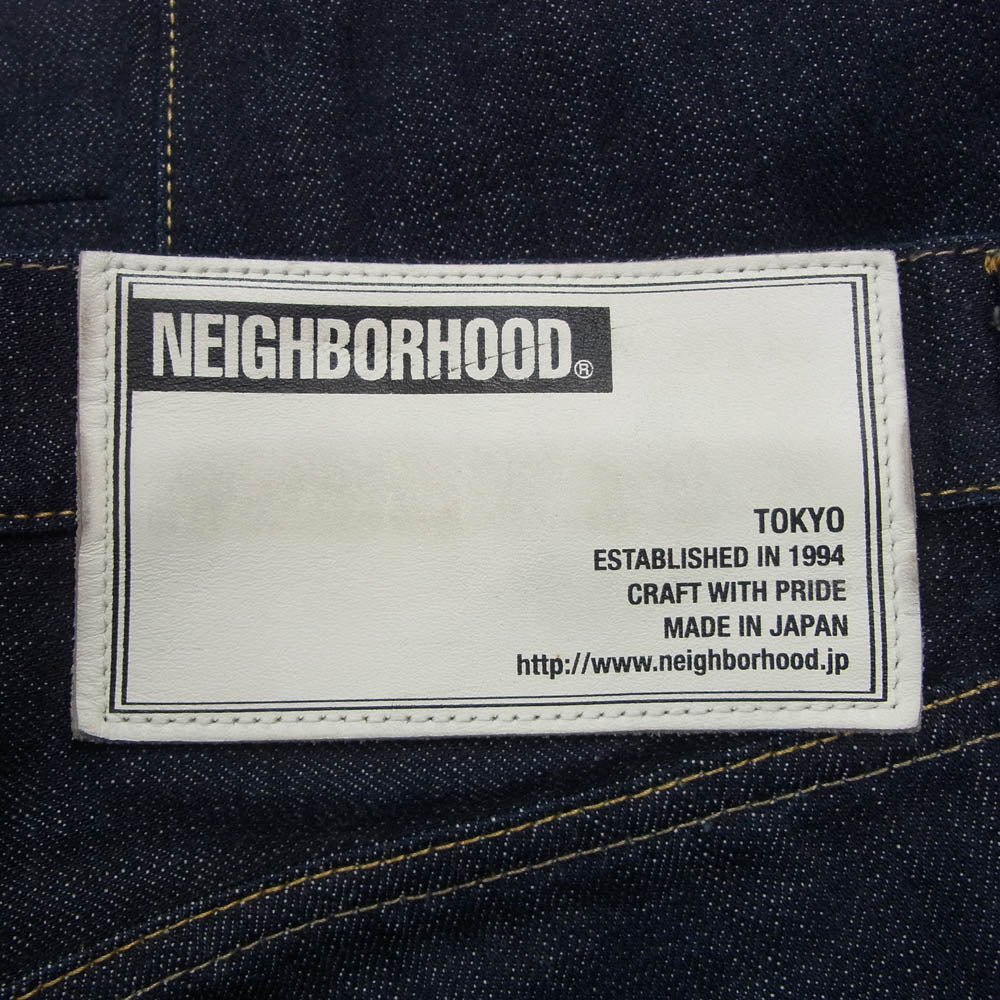 NEIGHBORHOOD®
TOKYO
ESTABLISHED IN 1994
CRAFT WITH PRIDE
MADE IN JAPAN
http://www.neighborhood.jp